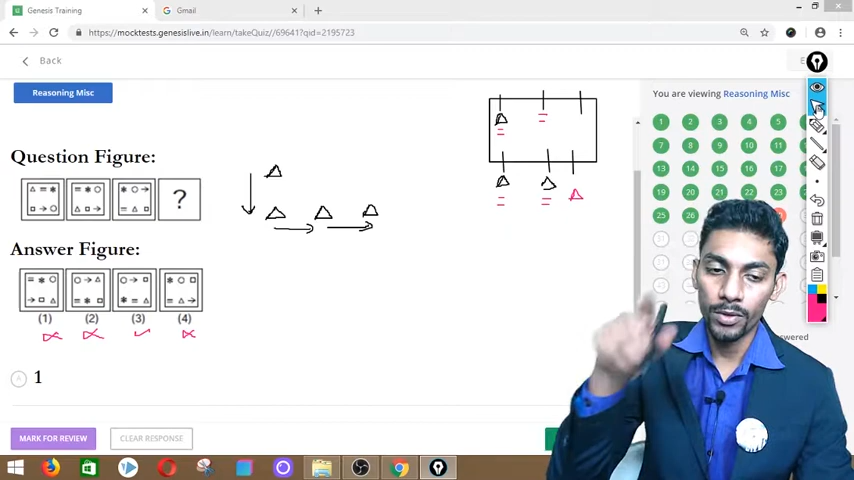 Genesis Training
Gmail
https://mocktests.genesislive.in/learn/takeQuiz//69641?qid=2195723
Back
Reasoning Misc
You are viewing Reasoning Misc
1 2 3 4 5
7 8 9 10 11
13 14 15 16 17
19 20 21 22 23
25 26
Question Figure:
?
Answer Figure:
(1) (2) (3) (4)
1
MARK FOR REVIEW
CLEAR RESPONSE